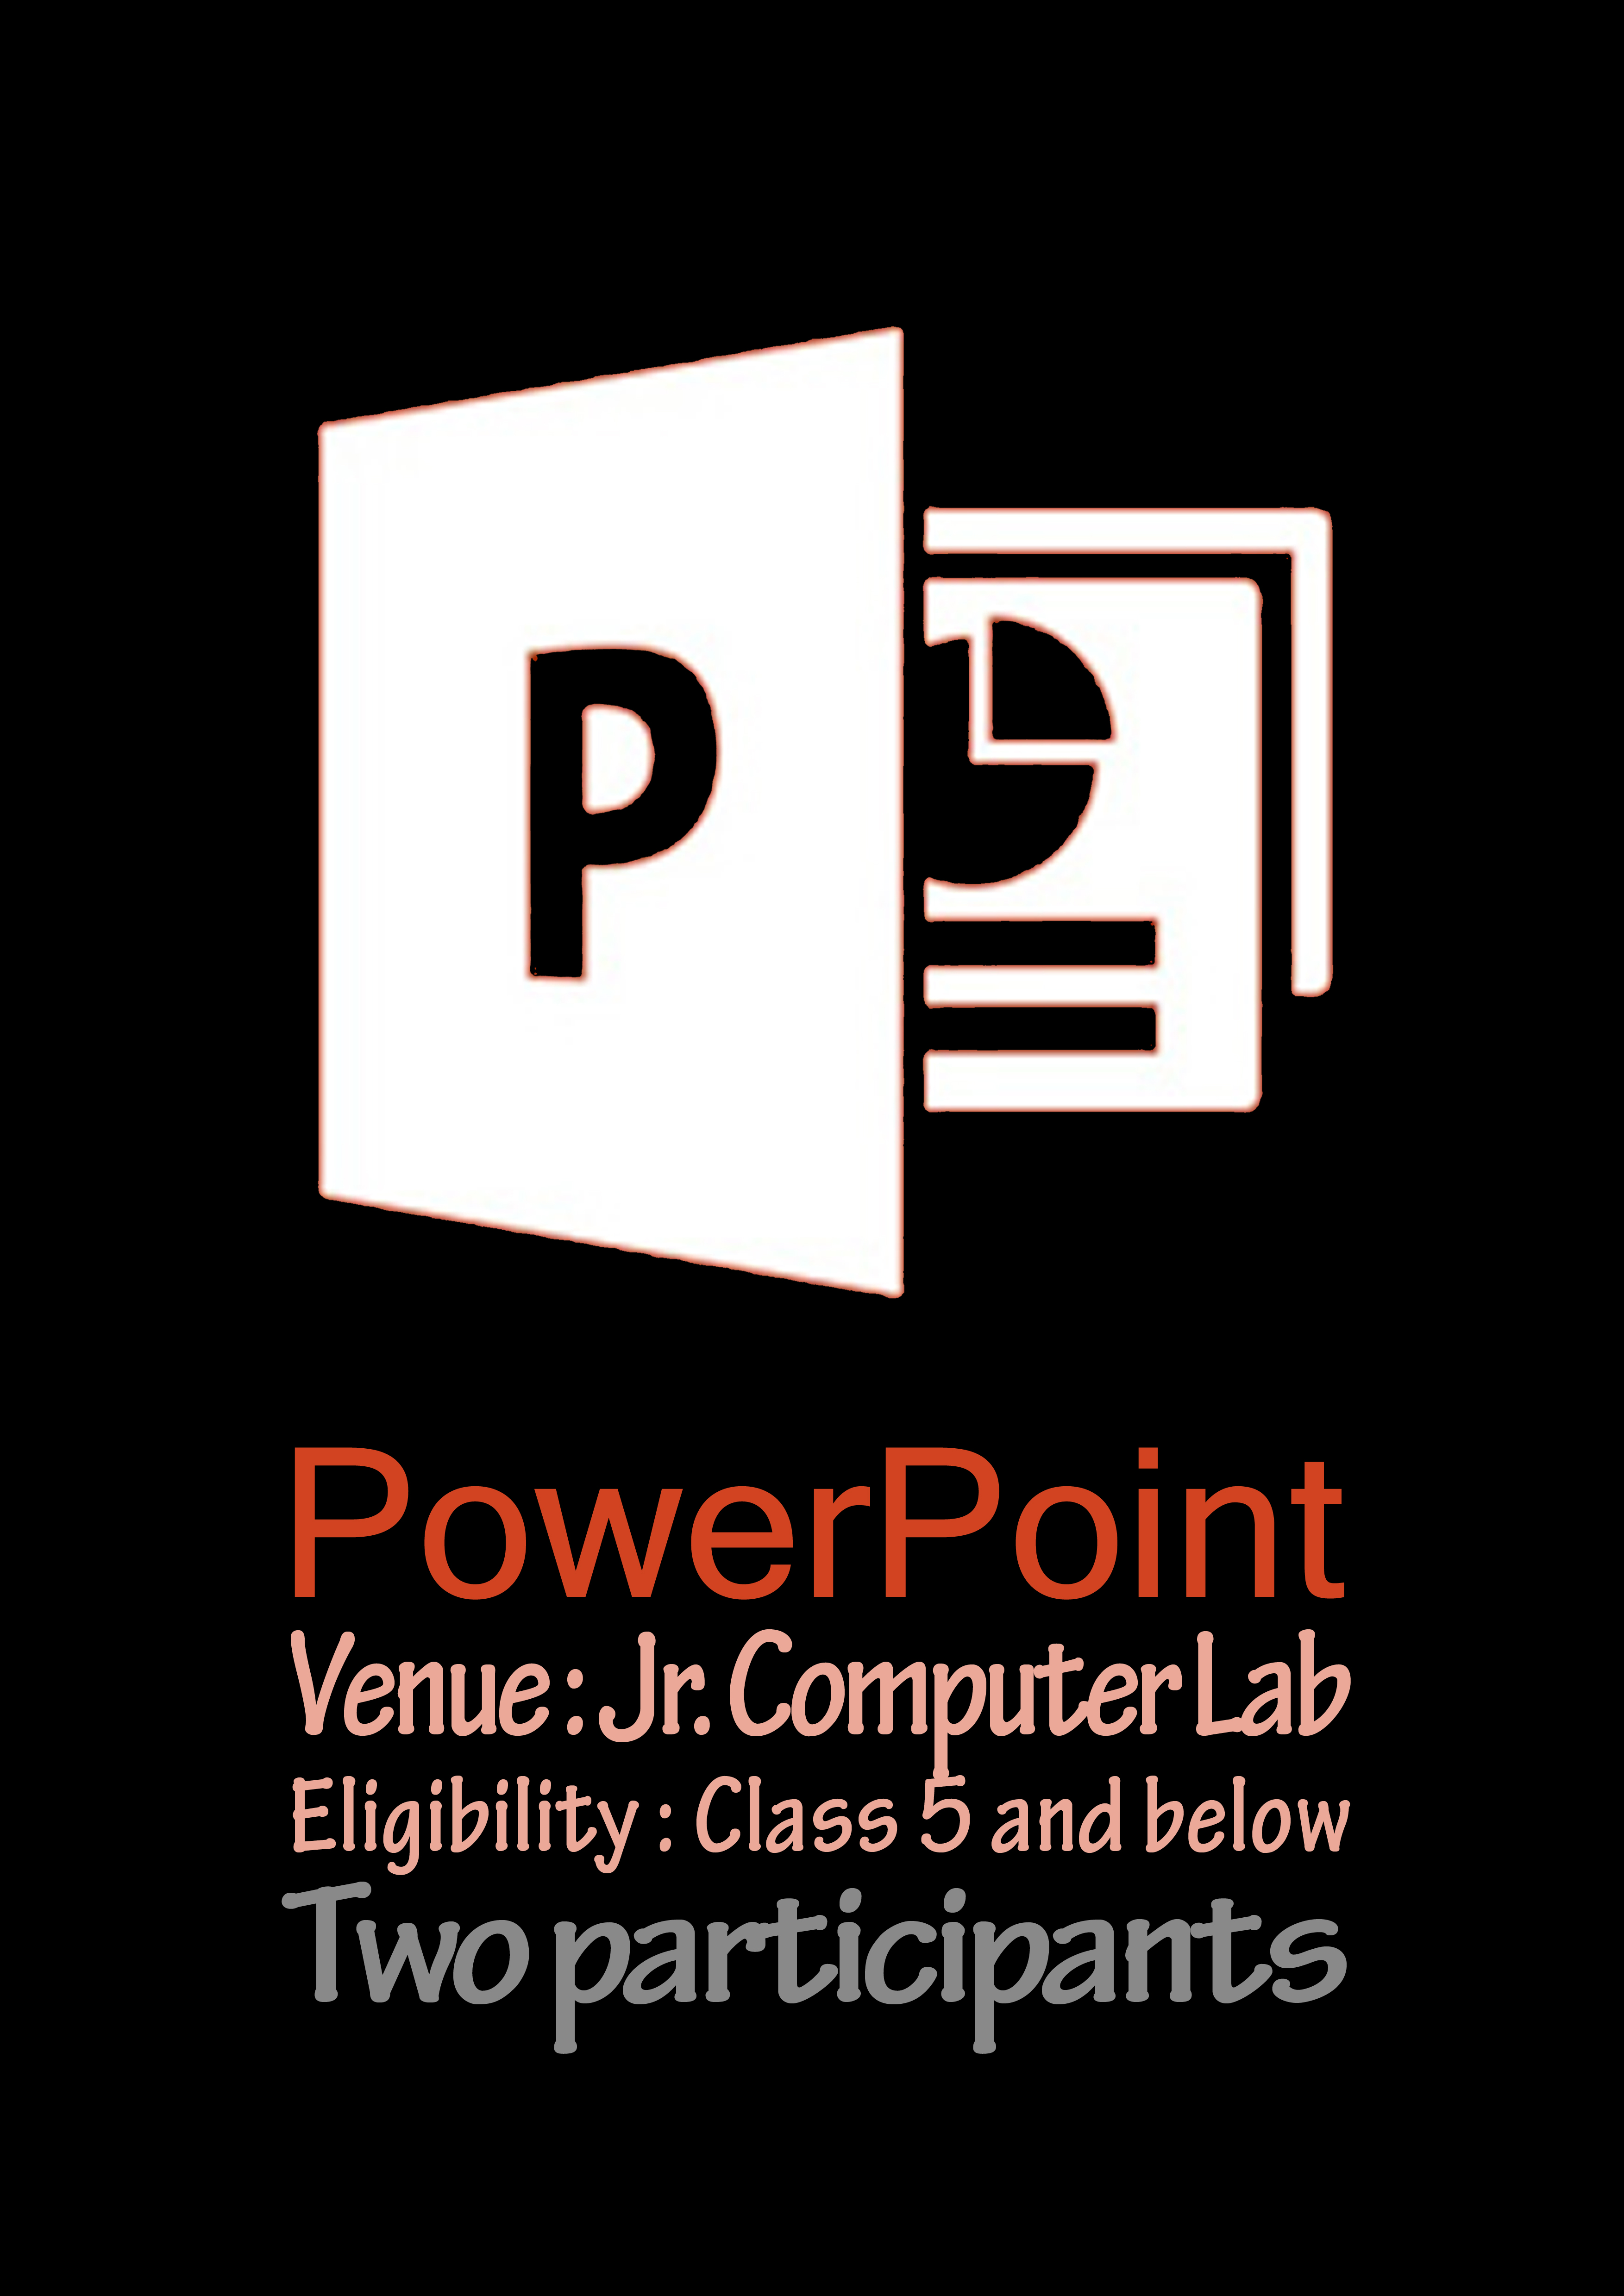 P
PowerPoint
Venue : Jr. Computer Lab
Eligibility : Class 5 and below
Two participants